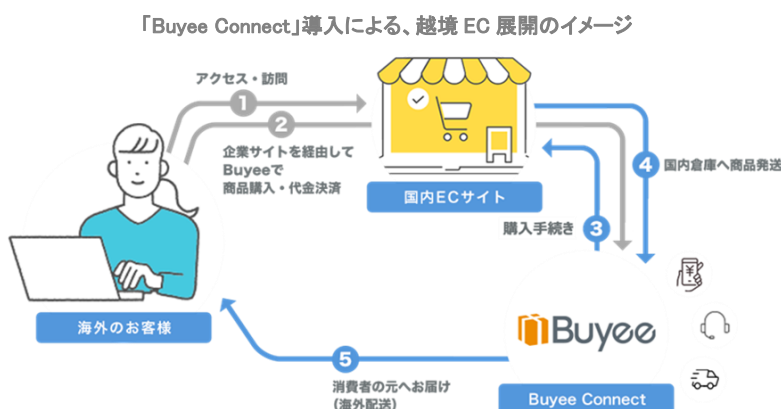 「Buyee Connect」導入による、越境 EC 展開のイメージ
アクセス・訪問
1
2
企業サイトを経由して
Buyeeで
商品購入・代金決済
国内ECサイト
4
国内倉庫へ商品発送
購入手続き
3
¥
海外のお客様
Buyee
5
消費者の元へお届け
(海外配送)
Buyee Connect